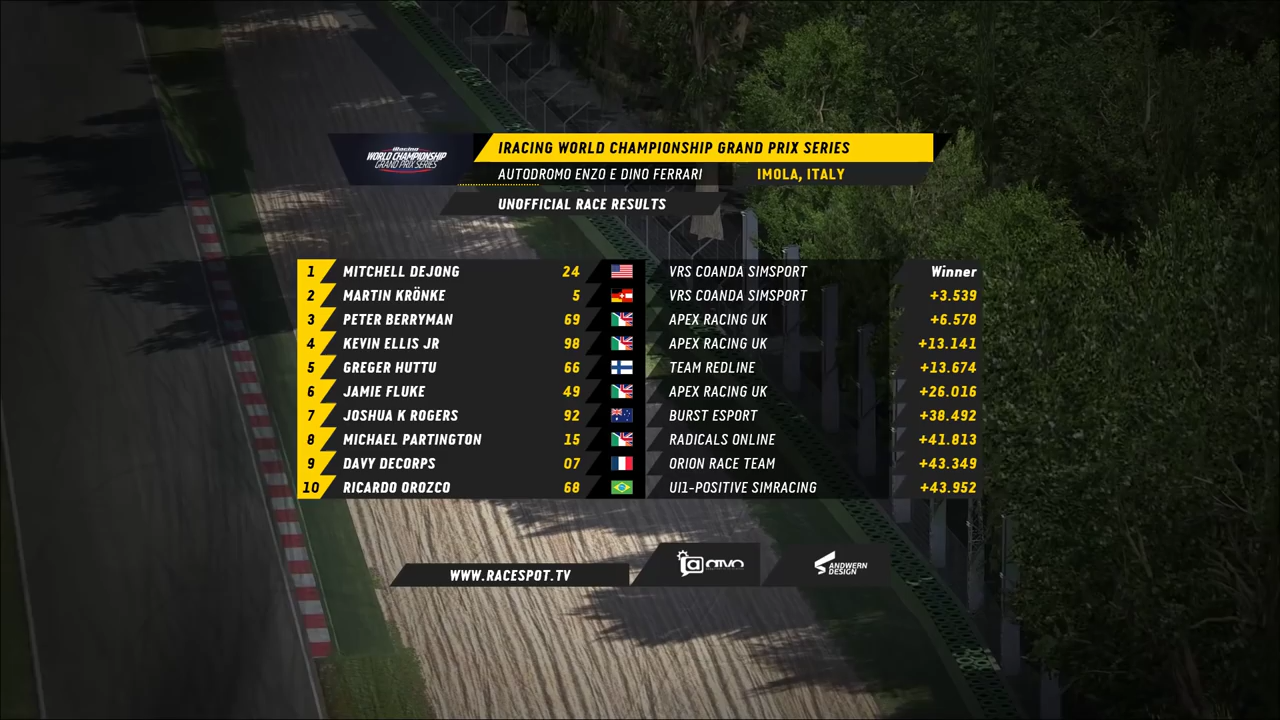 iRacing
WORLD CHAMPIONSHIP
GRAND PRIX SERIES
IRACING WORLD CHAMPIONSHIP GRAND PRIX SERIES
AUTODROMO ENZO E DINO FERRARI IMOLA, ITALY
UNOFFICIAL RACE RESULTS
1 MITCHELL DEJONG 24 VRS COANDA SIMSPORT Winner
2 MARTIN KRÖNKE 5 VRS COANDA SIMSPORT +3.539
3 PETER BERRYMAN 69 APEX RACING UK +6.578
4 KEVIN ELLIS JR 98 APEX RACING UK +13.141
5 GREGER HUTTU 66 TEAM REDLINE +13.674
6 JAMIE FLUKE 49 APEX RACING UK +26.016
7 JOSHUA K ROGERS 92 BURST ESPORT +38.492
8 MICHAEL PARTINGTON 15 RADICALS ONLINE +41.813
9 DAVY DECORPS 07 ORION RACE TEAM +43.349
10 RICARDO OROZCO 68 UI1-POSITIVE SIMRACING +43.952
WWW.RACESPOT.TV
ANDWERN
DESIGN